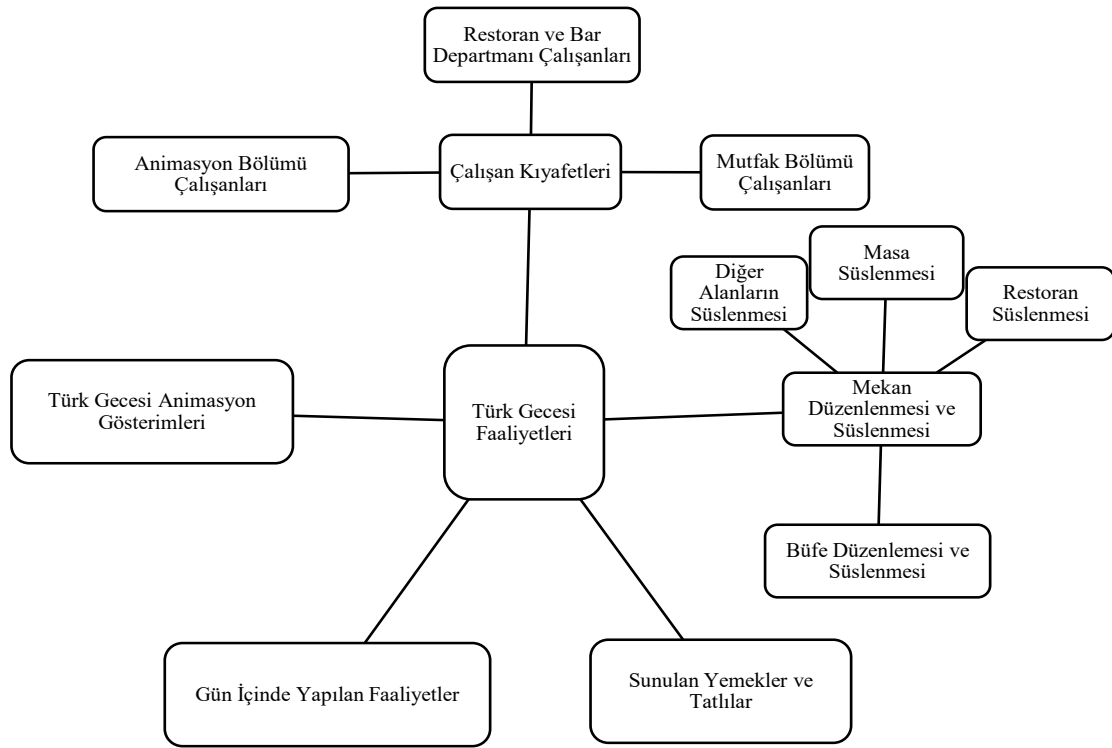 Restoran ve Bar
Departmanı Çalışanları
Animasyon Bölümü
Çalışanları
Çalışan Kıyafetleri
Mutfak Bölümü
Çalışanları
Diğer
Alanların
Süslenmesi
Masa
Süslenmesi
Restoran
Süslenmesi
Türk Gecesi Animasyon
Gösterimleri
Türk Gecesi
Faaliyetleri
Mekan
Düzenlenmesi ve
Süslenmesi
Büfe Düzenlemesi ve
Süslenmesi
Gün İçinde Yapılan Faaliyetler
Sunulan Yemekler ve
Tatlılar